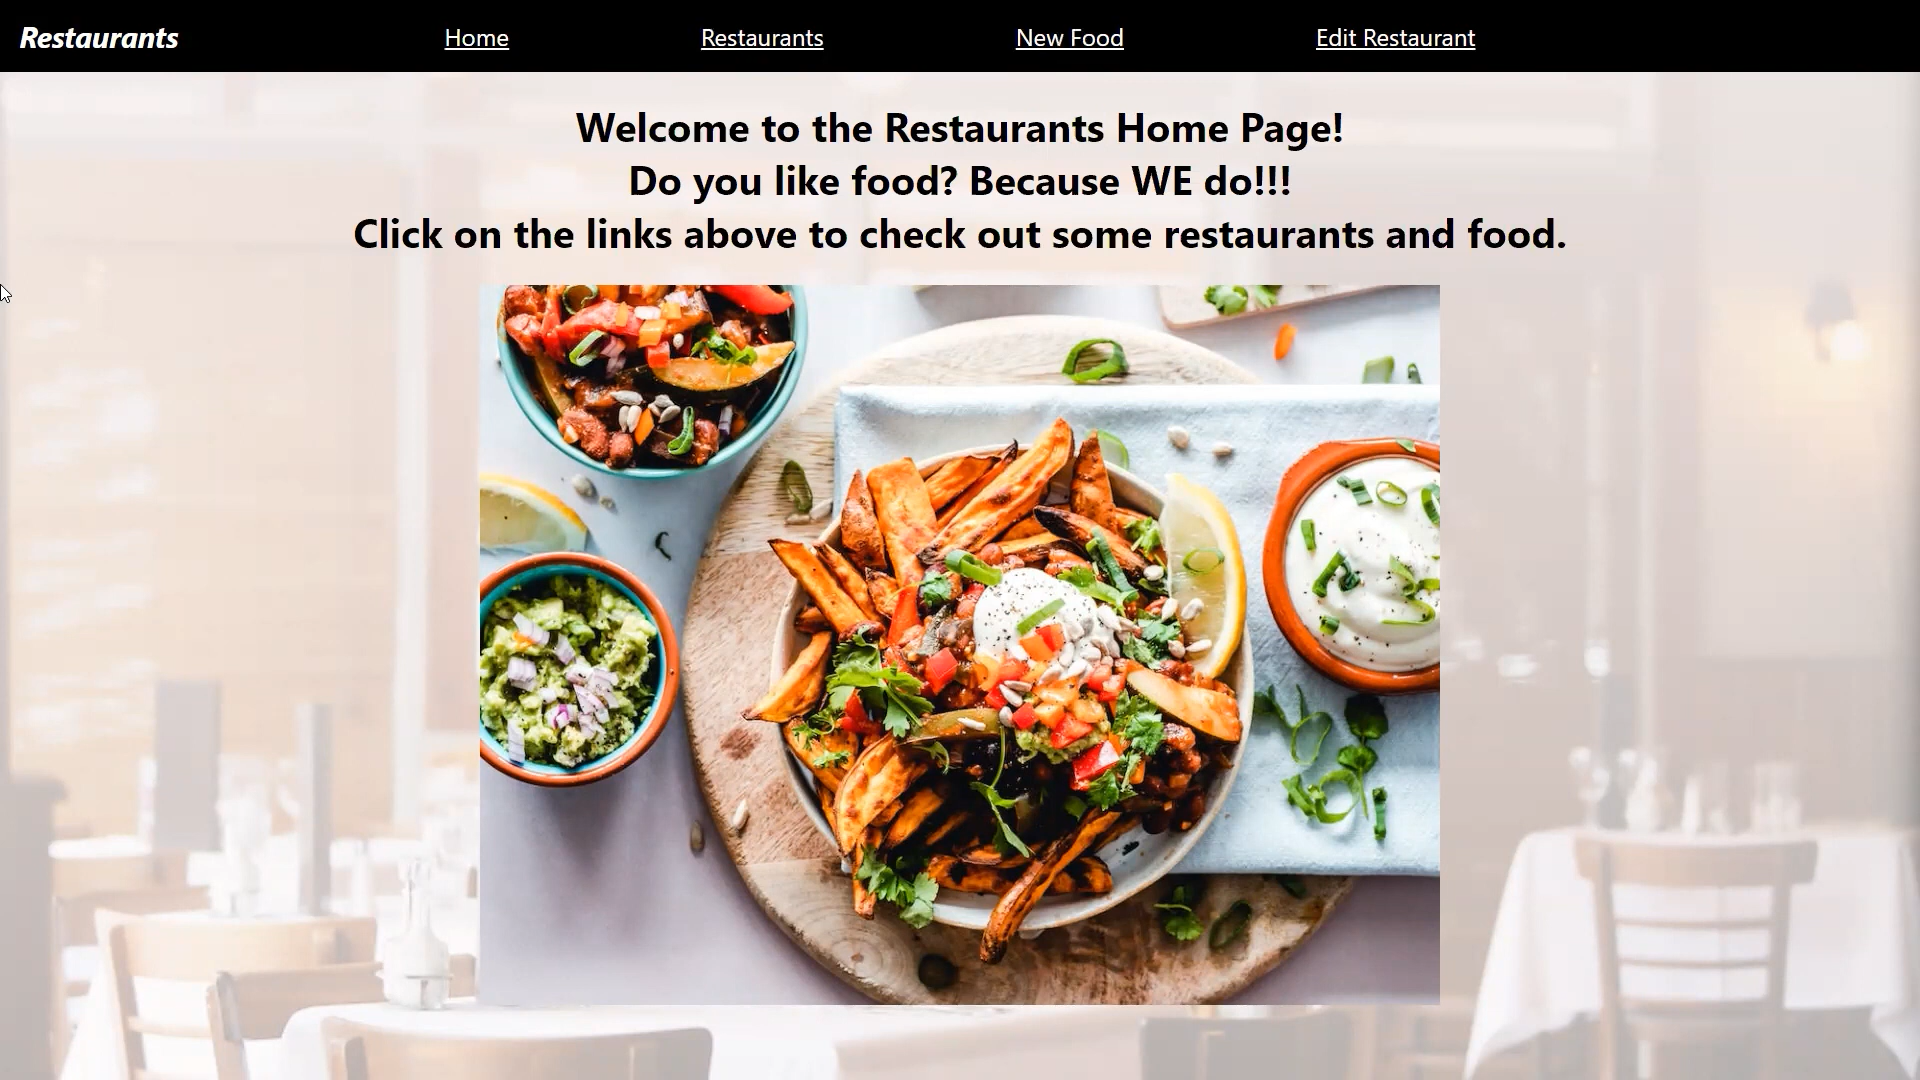 Restaurants
Home
Restaurants
New Food
Edit Restaurant
Welcome to the Restaurants Home Page!
Do you like food? Because WE do!!!
Click on the links above to check out some restaurants and food.